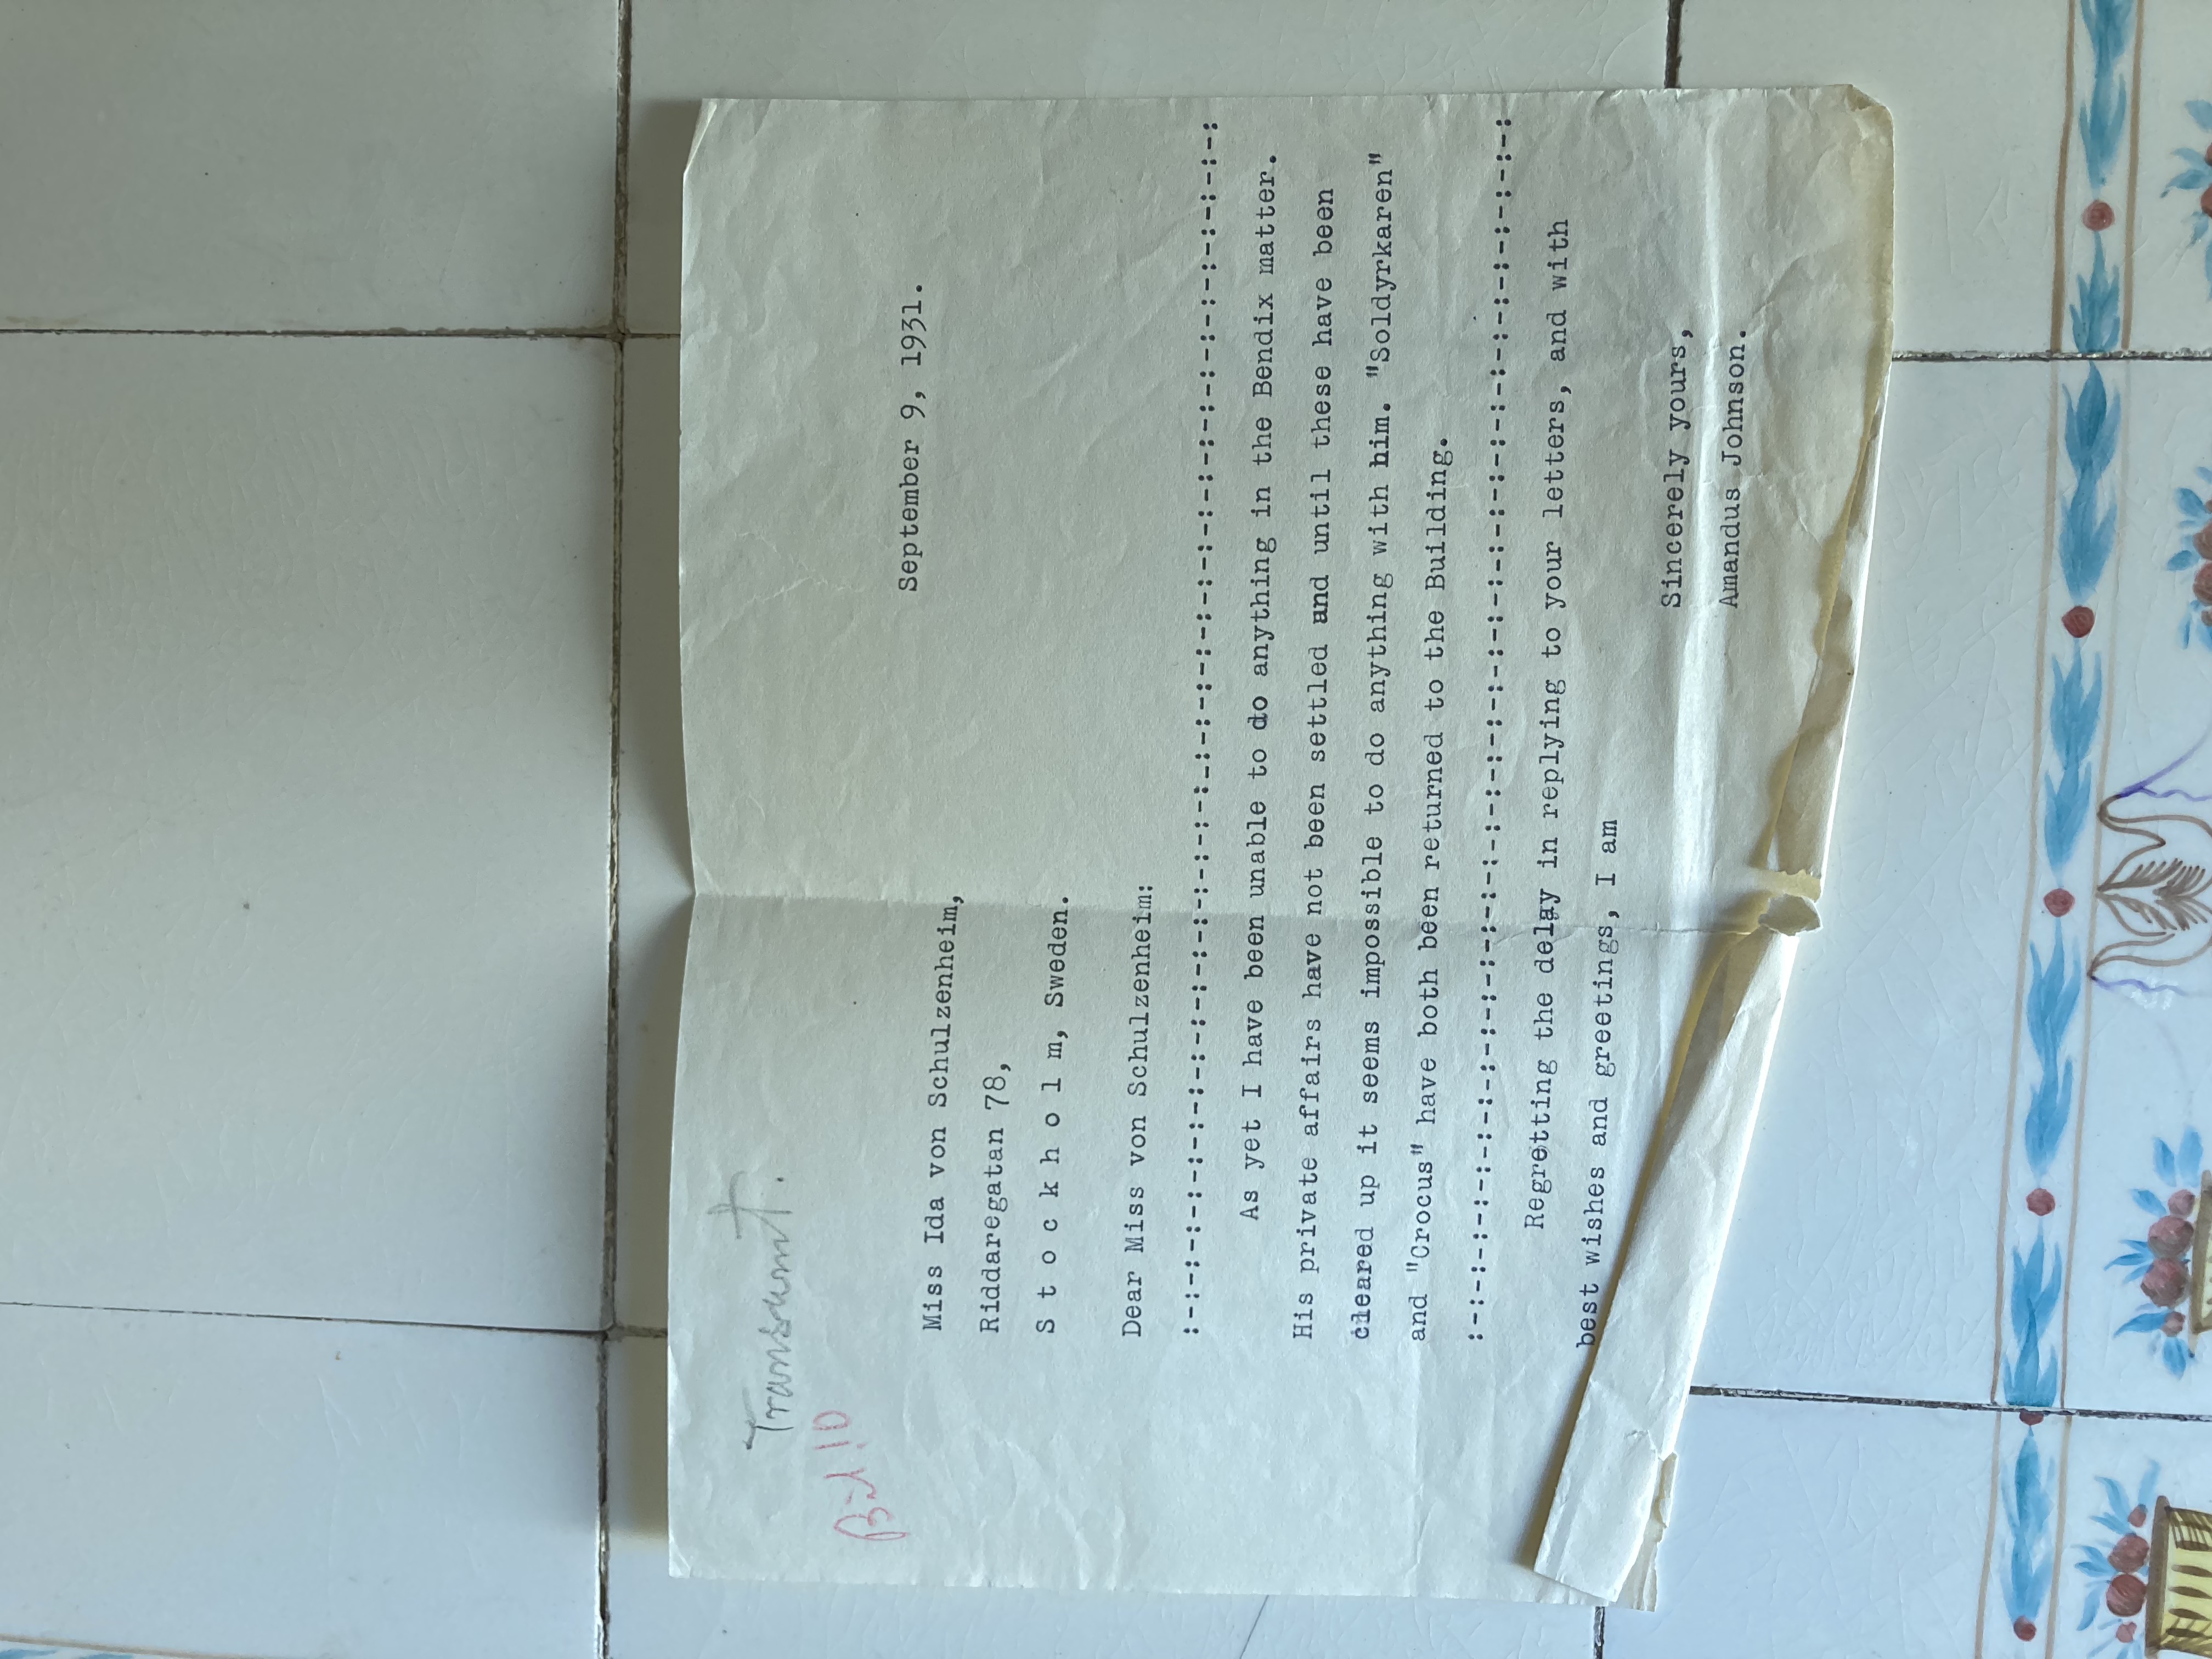 Transsumt.
Bil 10
September 9, 1931.
Miss Ida von Schulzenheim,
Riddaregatan 78,
S t o c k h o l m, Sweden.
Dear Miss von Schulzenheim:
:-:-:-:-:-:-:-:-:-:-:-:-:-:-:-:-:-:-:-:-:-:-:-:-:-:-:-:-:-:-:
As yet I have been unable to do anything in the Bendix matter.
His private affairs have not been settled and until these have been
cleared up it seems impossible to do anything with him. "Soldyrkaren"
and "Crocus" have both been returned to the Building.
:-:-:-:-:-:-:-:-:-:-:-:-:-:-:-:-:-:-:-:-:-:-:-:-:-:-:-:-:-:-:
Regretting the delay in replying to your letters, and with
best wishes and greetings, I am
Sincerely yours,
Amandus Johnson.